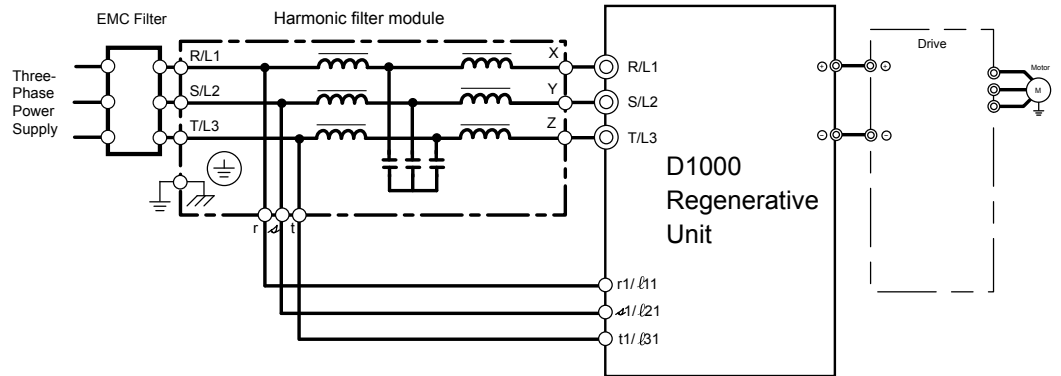 EMC Filter
Harmonic filter module
Three-
Phase
Power
Supply
R/L1
S/L2
T/L3
X
Y
Z
r
s
t
R/L1
S/L2
T/L3
D1000
Regenerative
Unit
r1/ ℓ11
s1/ ℓ21
t1/ ℓ31
Drive
+
−
+
−
Motor
M